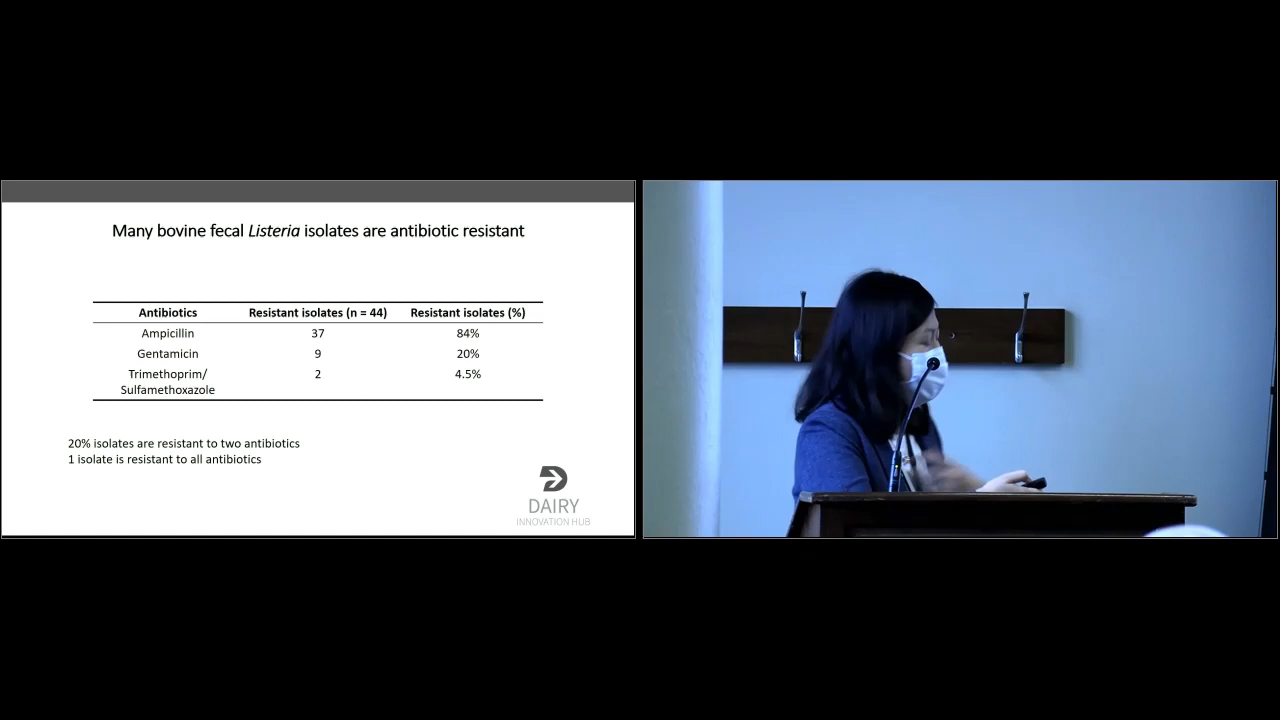 Many bovine fecal Listeria isolates are antibiotic resistant
Antibiotics Resistant isolates (n = 44) Resistant isolates (%)
Ampicillin 37 84%
Gentamicin 9 20%
Trimethoprim/
Sulfamethoxazole 2 4.5%
20% isolates are resistant to two antibiotics
1 isolate is resistant to all antibiotics
DAIRY
INNOVATION HUB